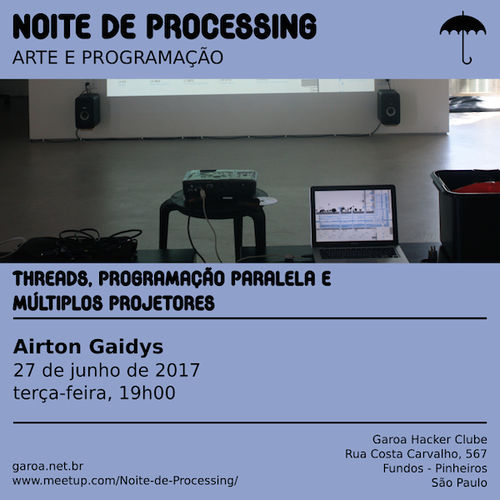 NOITE DE PROCESSING
ARTE E PROGRAMAÇÃO
THREADS, PROGRAMAÇÃO PARALELA E
MÚLTIPLOS PROJETORES
Airton Gaidys
27 de junho de 2017
terça-feira, 19h00
garoa.net.br
www.meetup.com/Noite-de-Processing/
Garoa Hacker Clube
Rua Costa Carvalho, 567
Fundos - Pinheiros
São Paulo